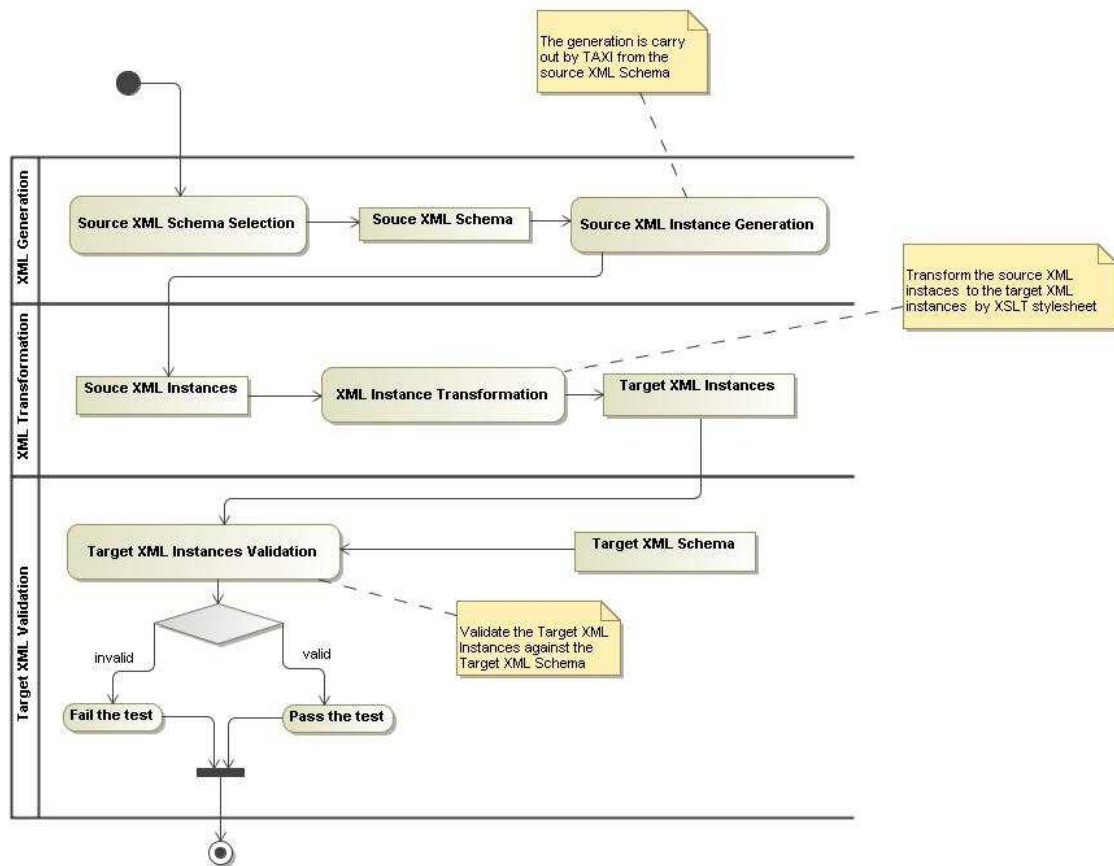 The generation is carry
out by TAXI from the
source XML Schema
XML Generation
Source XML Schema Selection
Souce XML Schema
Source XML Instance Generation
Transform the source XML
instaces to the target XML
instances by XSLT stylesheet
XML Transformation
Souce XML Instances
XML Instance Transformation
Target XML Instances
Target XML Validation
Target XML Instances Validation
Target XML Schema
Validate the Target XML
Instances against the
Target XML Schema
invalid
valid
Fail the test
Pass the test